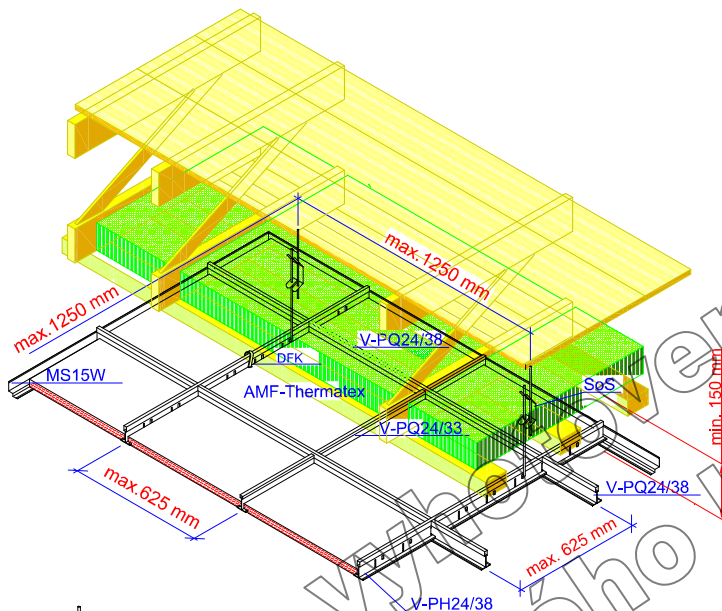 max.1250 mm
max.1250 mm
V-PQ24/38
DFK
MS15W
AMF-Thermatex
SoS
V-PQ24/33
min. 150 mm
max.625 mm
V-PQ24/38
max. 625 mm
V-PH24/38